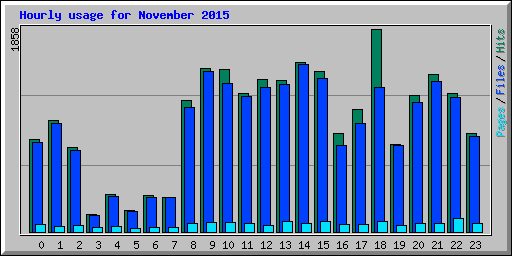 Hourly usage for November 2015
1858
Pages/Files/Hits
0 1 2 3 4 5 6 7 8 9 10 11 12 13 14 15 16 17 18 19 20 21 22 23